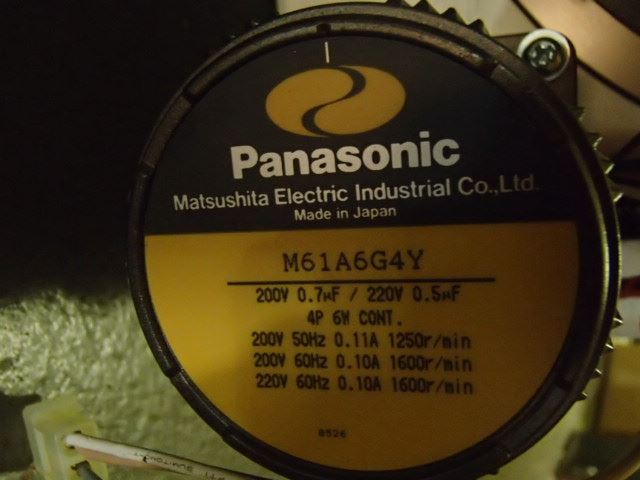 Panasonic
Matsushita Electric Industrial Co.,Ltd.
Made in Japan
M61A6G4Y
200V 0.7μF / 220V 0.5μF
4P 6W CONT.
200V 50Hz 0.11A 1250r/min
200V 60Hz 0.10A 1600r/min
220V 60Hz 0.10A 1600r/min
8526